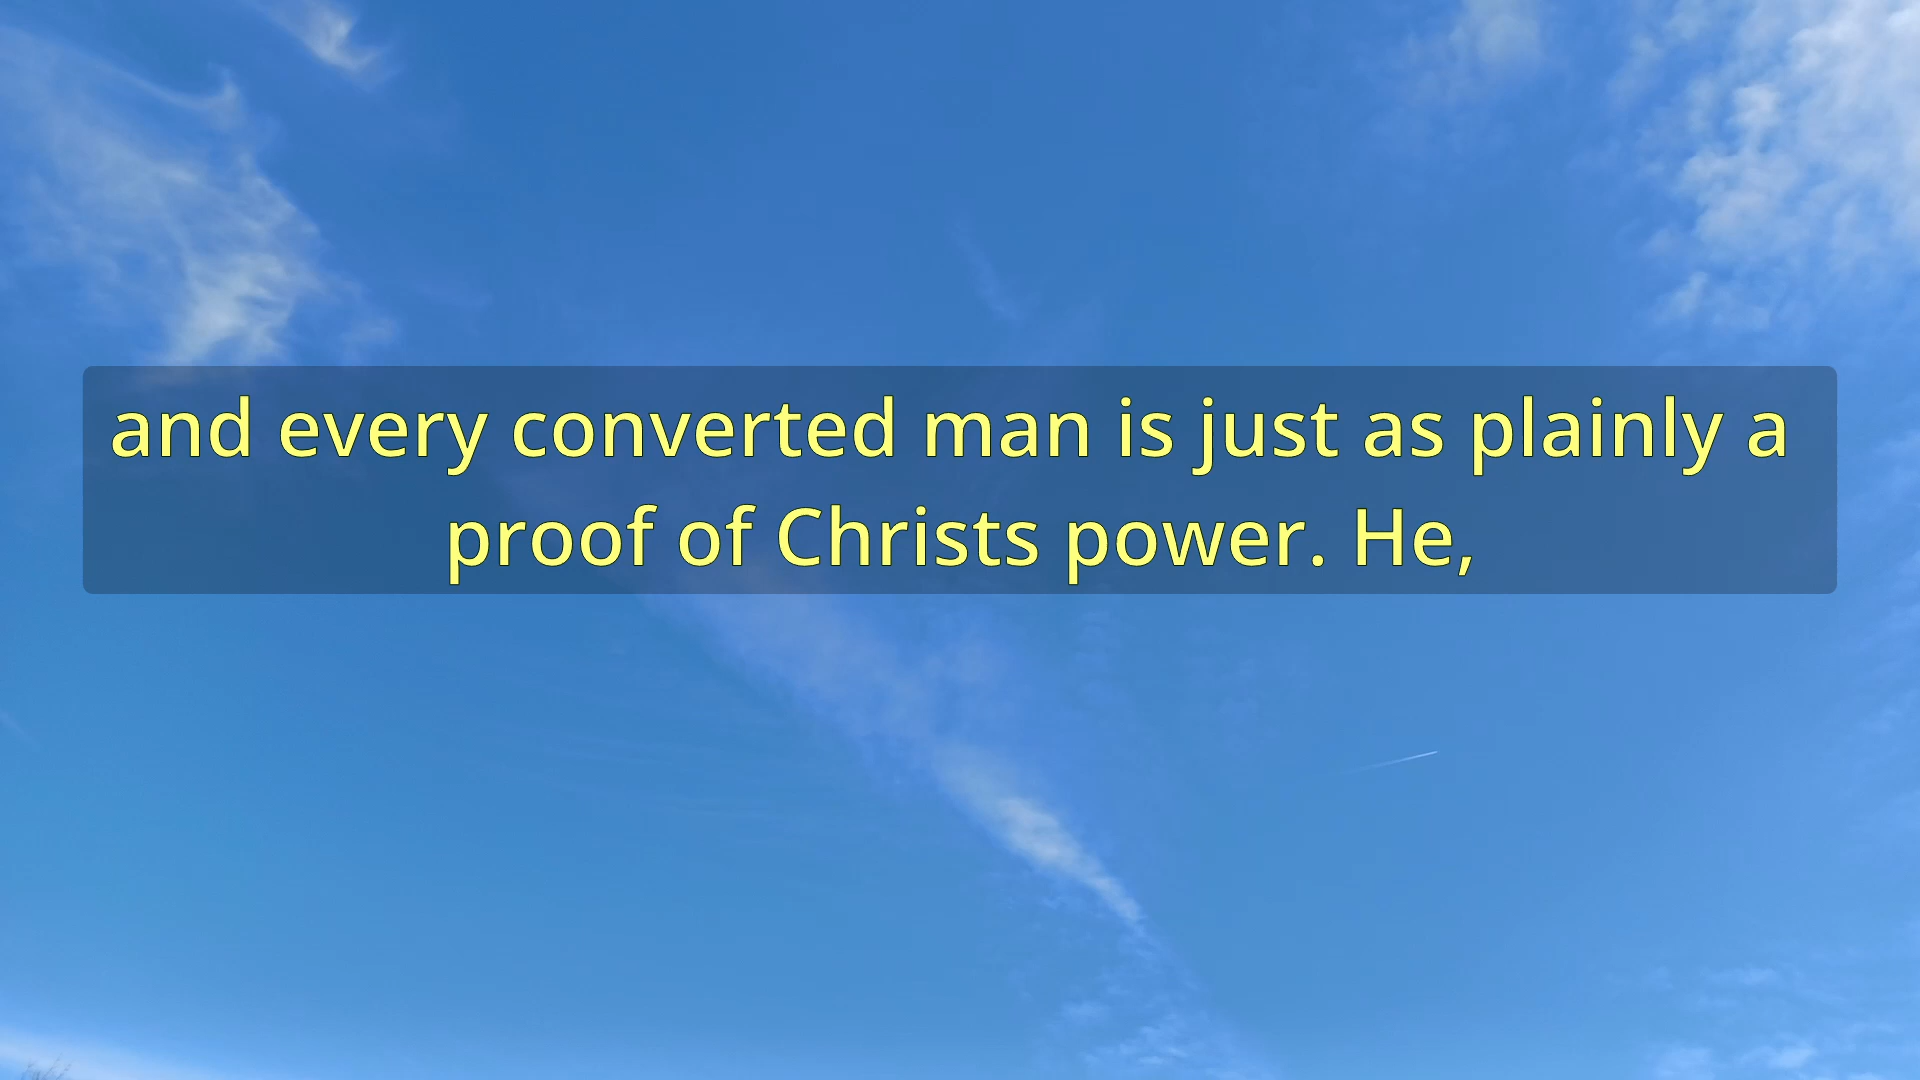 and every converted man is just as plainly a
proof of Christs power. He,